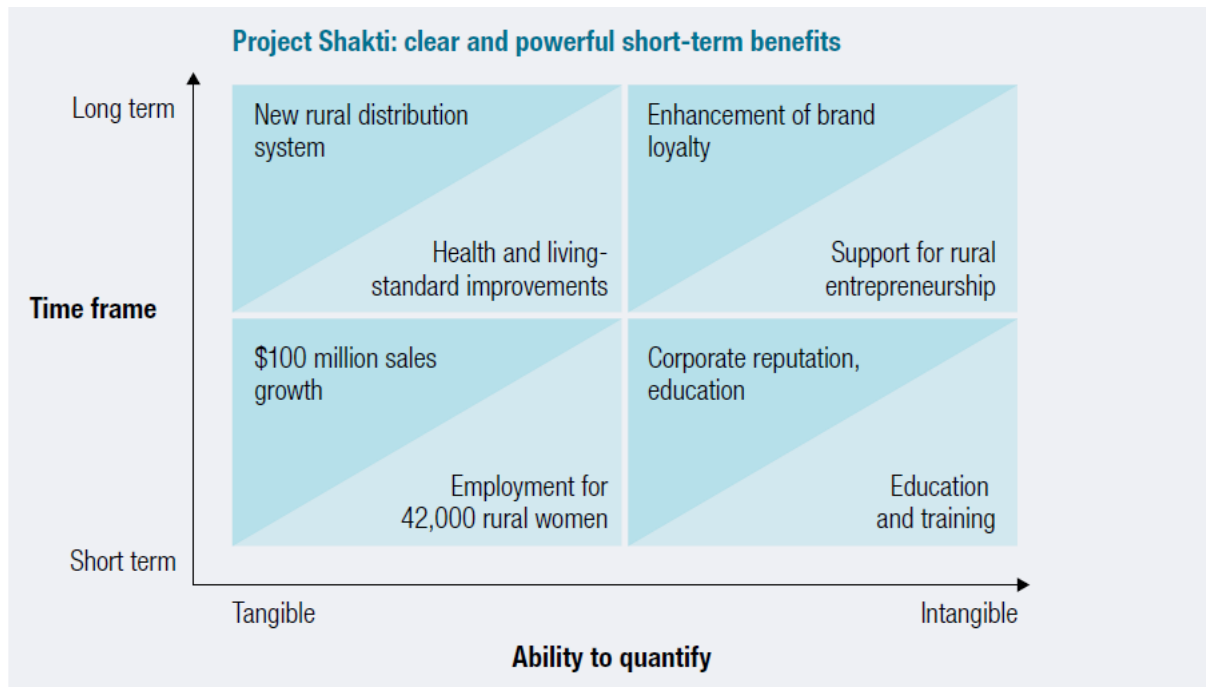 Project Shakti: clear and powerful short-term benefits
Long term
New rural distribution
system
Enhancement of brand
loyalty
Health and living-
standard improvements
Support for rural
entrepreneurship
Time frame
$100 million sales
growth
Corporate reputation,
education
Employment for
42,000 rural women
Education
and training
Short term
Tangible
Intangible
Ability to quantify